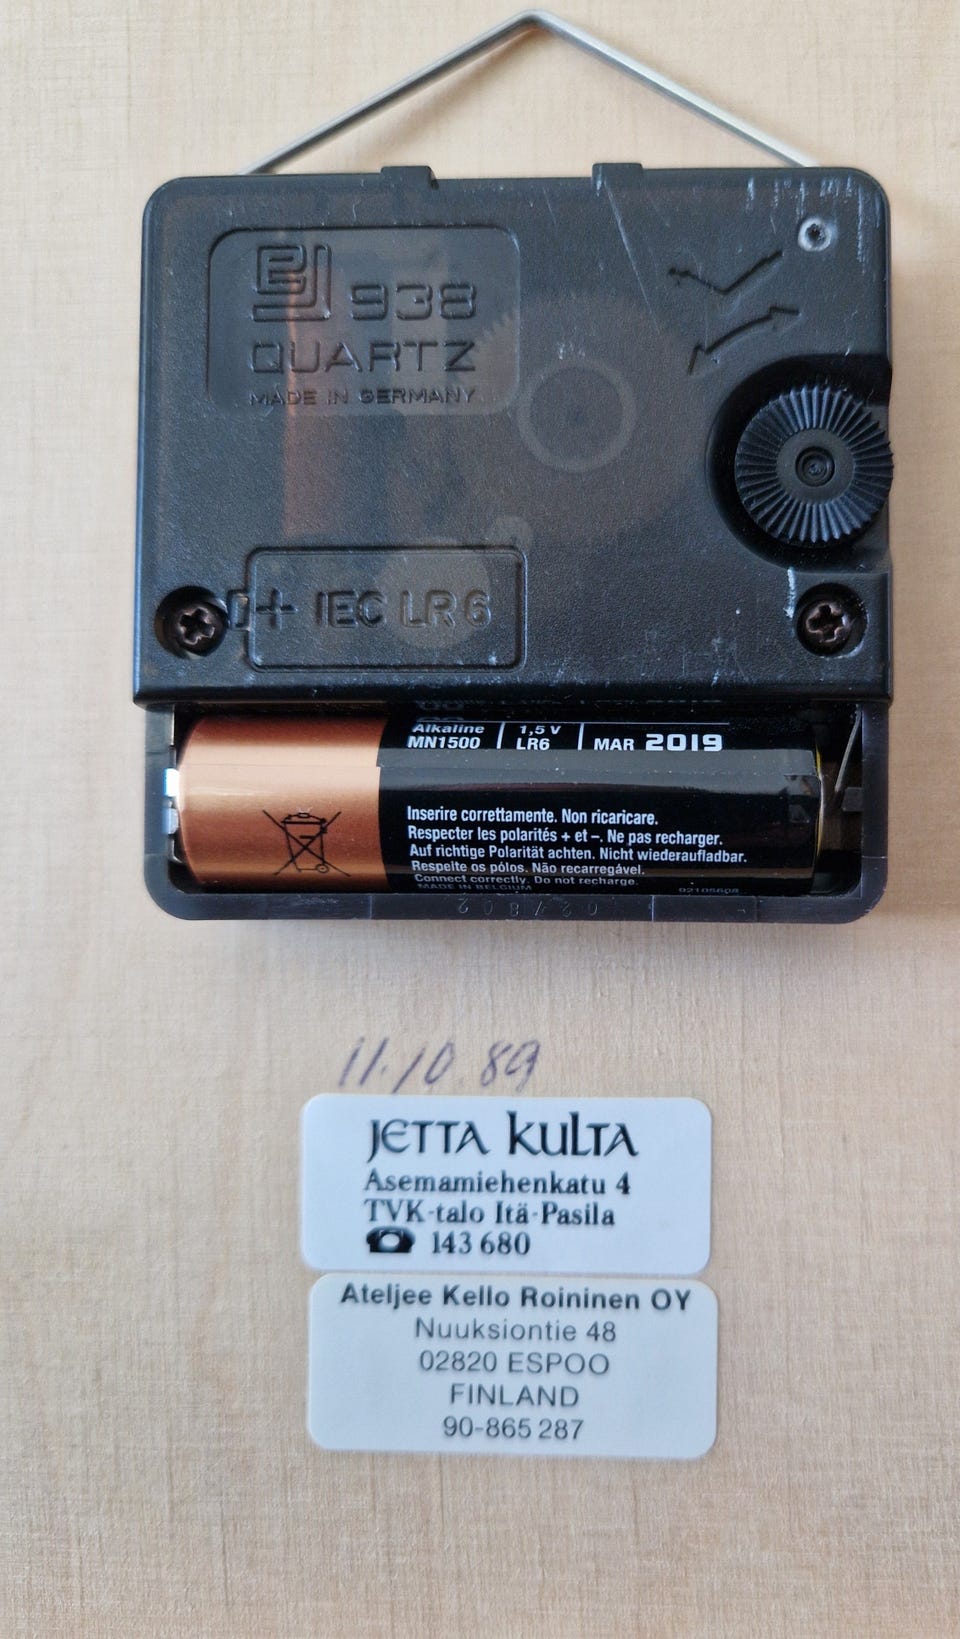 938
QUARTZ
MADE IN GERMANY
+ IEC LR 6
Alkaline
MN1500
1,5 V
LR6
MAR 2019
Inserire correttamente. Non ricaricare.
Respecter les polarités + et –. Ne pas recharger.
Auf richtige Polarität achten. Nicht wiederaufladbar.
Respeite os pólos. Não recarregável.
Connect correctly. Do not recharge.
MADE IN BELGIUM
11.10.89
JETTA KULTA
Asemamiehenkatu 4
TVK-talo Itä-Pasila
☎ 143 680
Ateljee Kello Roininen OY
Nuuksiontie 48
02820 ESPOO
FINLAND
90-865 287